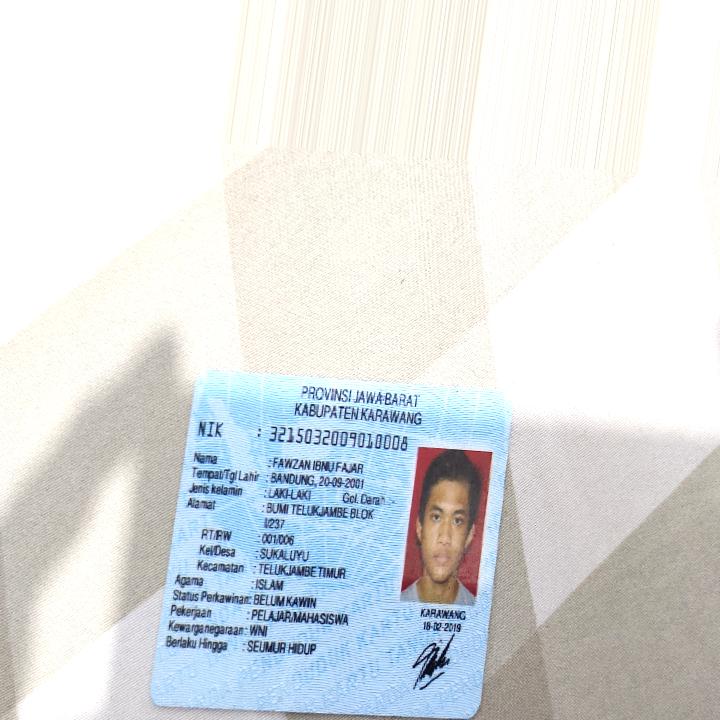 PROVINSI JAWA BARAT
KABUPATEN KARAWANG
NIK : 3215032009010008
Nama : FAWZAN IBNU FAJAR
Tempat/Tgl Lahir : BANDUNG, 20-09-2001
Jenis kelamin : LAKI-LAKI Gol. Darah :-
Alamat : BUMI TELUKJAMBE BLOK
I/237
RT/RW : 001/006
Kel/Desa : SUKALUYU
Kecamatan : TELUKJAMBE TIMUR
Agama : ISLAM
Status Perkawinan: BELUM KAWIN
Pekerjaan : PELAJAR/MAHASISWA
Kewarganegaraan: WNI
Berlaku Hingga : SEUMUR HIDUP
KARAWANG
18-02-2019